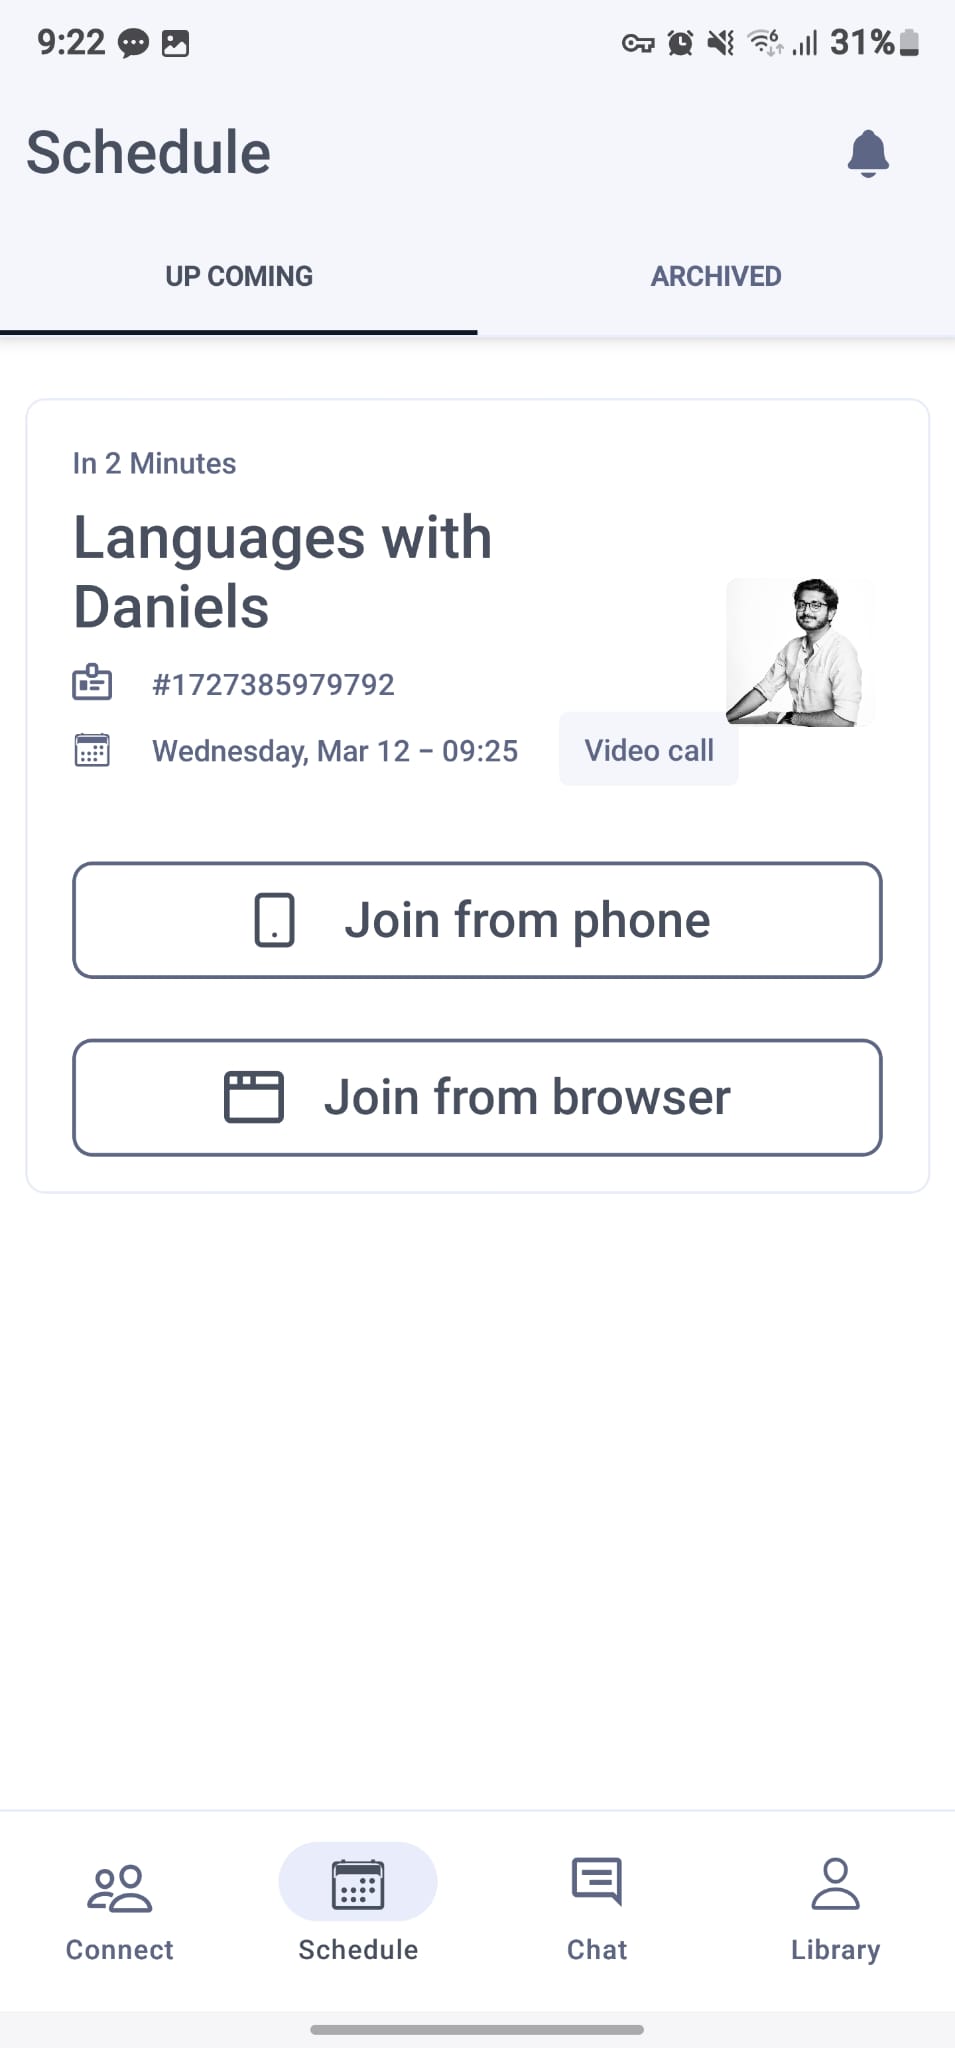 9:22
31%
Schedule
UP COMING
ARCHIVED
In 2 Minutes
Languages with
Daniels
#1727385979792
Wednesday, Mar 12 – 09:25
Video call
Join from phone
Join from browser
Connect
Schedule
Chat
Library